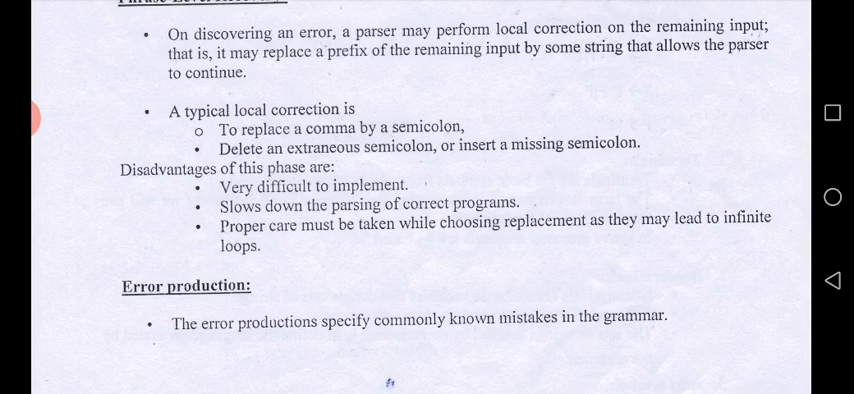 • On discovering an error, a parser may perform local correction on the remaining input;
that is, it may replace a prefix of the remaining input by some string that allows the parser
to continue.
• A typical local correction is
o To replace a comma by a semicolon,
• Delete an extraneous semicolon, or insert a missing semicolon.
Disadvantages of this phase are:
• Very difficult to implement.
• Slows down the parsing of correct programs.
• Proper care must be taken while choosing replacement as they may lead to infinite
loops.
Error production:
• The error productions specify commonly known mistakes in the grammar.